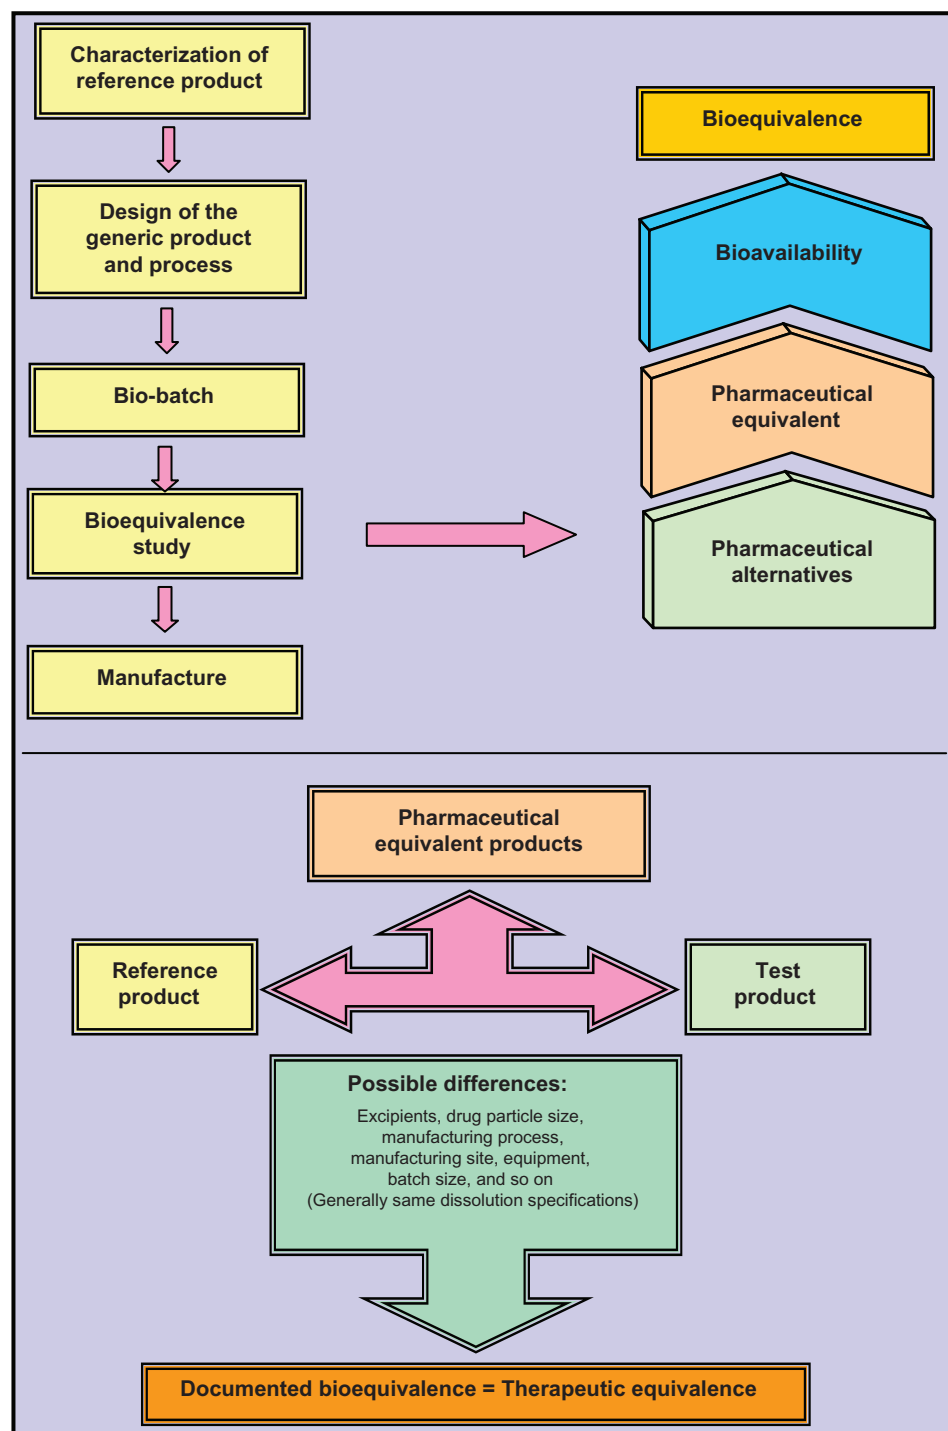 Characterization of
reference product
Design of the
generic product
and process
Bio-batch
Bioequivalence
study
Manufacture
Bioequivalence
Bioavailability
Pharmaceutical
equivalent
Pharmaceutical
alternatives
Pharmaceutical
equivalent products
Reference
product
Test
product
Possible differences:
Excipients, drug particle size,
manufacturing process,
manufacturing site, equipment,
batch size, and so on
(Generally same dissolution specifications)
Documented bioequivalence = Therapeutic equivalence